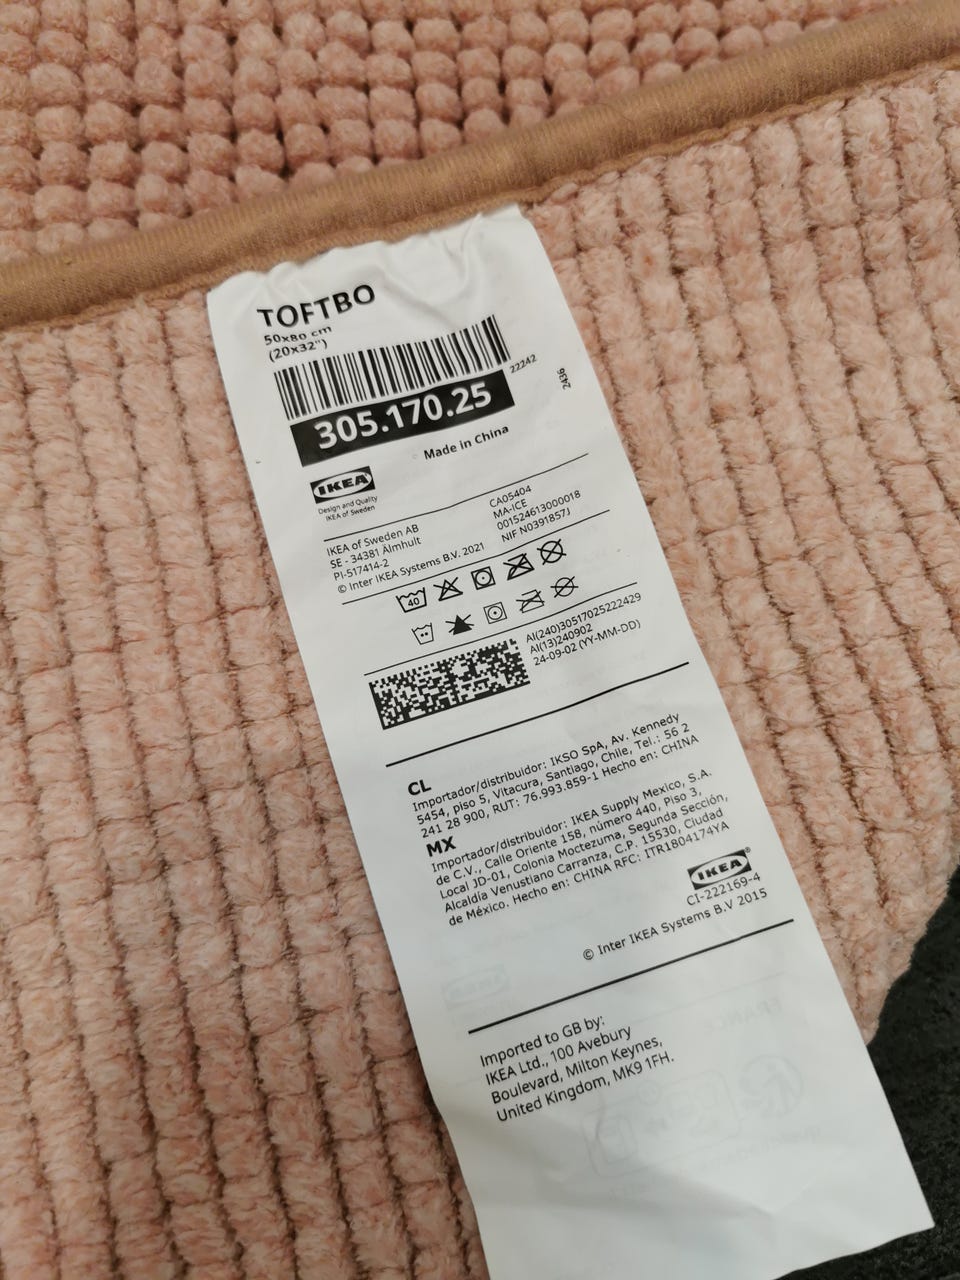 TOFTBO
50x80 cm
(20x32")
22242
2436
305.170.25
Made in China
IKEA
Design and Quality
IKEA of Sweden
IKEA of Sweden AB
SE - 34381 Älmhult
PI-517414-2
© Inter IKEA Systems B.V. 2021
CA05404
MA-ICE
001524613000018
NIF N0391857J
40
AI(240)30517025222429
AI(13)240902
24-09-02 (YY-MM-DD)
CL
Importador/distribuidor: IKSO SpA, Av. Kennedy
5454, piso 5, Vitacura, Santiago, Chile, Tel.: 56 2
241 28 900, RUT: 76.993.859-1 Hecho en: CHINA
MX
Importador/distribuidor: IKEA Supply Mexico, S.A.
de C.V., Calle Oriente 158, número 440, Piso 3,
Local JD-01, Colonia Moctezuma, Segunda Sección,
Alcaldía Venustiano Carranza, C.P. 15530, Ciudad
de México. Hecho en: CHINA RFC: ITR1804174YA
IKEA®
CI-222169-4
© Inter IKEA Systems B.V 2015
Imported to GB by:
IKEA Ltd., 100 Avebury
Boulevard, Milton Keynes,
United Kingdom, MK9 1FH.